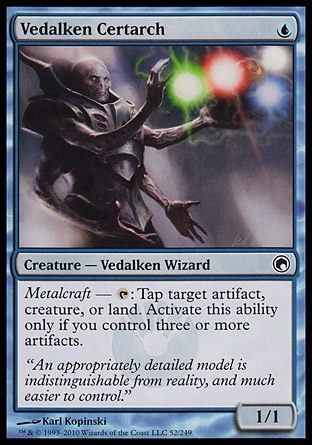 Vedalken Certarch
Creature — Vedalken Wizard
Metalcraft — : Tap target artifact,
creature, or land. Activate this ability
only if you control three or more
artifacts.
“An appropriately detailed model is
indistinguishable from reality, and much
easier to control.”
Karl Kopinski
™ & © 1993-2010 Wizards of the Coast LLC 52/249
1/1